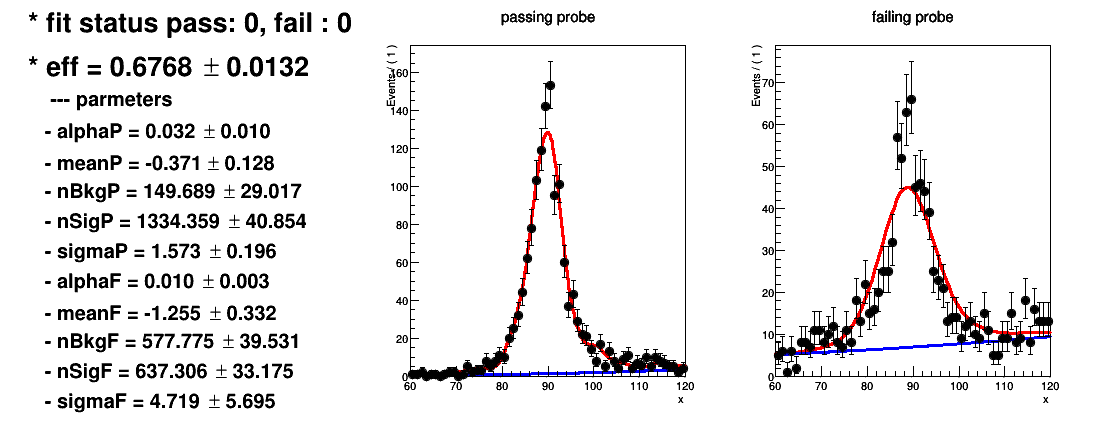 * fit status pass: 0, fail : 0
* eff = 0.6768 ± 0.0132
--- parmeters
- alphaP = 0.032 ± 0.010
- meanP = -0.371 ± 0.128
- nBkgP = 149.689 ± 29.017
- nSigP = 1334.359 ± 40.854
- sigmaP = 1.573 ± 0.196
- alphaF = 0.010 ± 0.003
- meanF = -1.255 ± 0.332
- nBkgF = 577.775 ± 39.531
- nSigF = 637.306 ± 33.175
- sigmaF = 4.719 ± 5.695
passing probe
Events / ( 1 )
160
140
120
100
80
60
40
20
0
60 70 80 90 100 110 120
x
failing probe
Events / ( 1 )
70
60
50
40
30
20
10
0
60 70 80 90 100 110 120
x